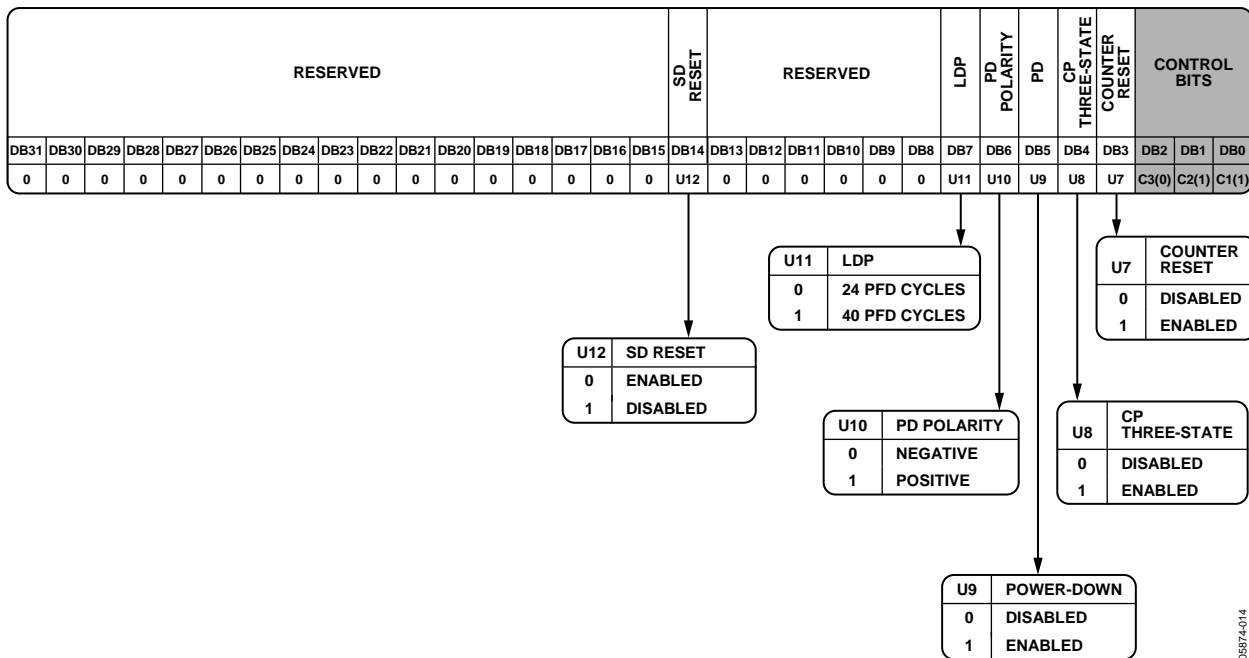 RESERVED
SD RESET
RESERVED
LDP
PD POLARITY
PD
CP THREE-STATE
COUNTER RESET
CONTROL BITS
DB31 DB30 DB29 DB28 DB27 DB26 DB25 DB24 DB23 DB22 DB21 DB20 DB19 DB18 DB17 DB16 DB15 DB14 DB13 DB12 DB11 DB10 DB9 DB8 DB7 DB6 DB5 DB4 DB3 DB2 DB1 DB0
0 0 0 0 0 0 0 0 0 0 0 0 0 0 0 0 0 U12 0 0 0 0 0 0 U11 U10 U9 U8 U7 C3(0) C2(1) C1(1)
U11 LDP
0 24 PFD CYCLES
1 40 PFD CYCLES
U7 COUNTER RESET
0 DISABLED
1 ENABLED
U12 SD RESET
0 ENABLED
1 DISABLED
U10 PD POLARITY
0 NEGATIVE
1 POSITIVE
U8 CP THREE-STATE
0 DISABLED
1 ENABLED
U9 POWER-DOWN
0 DISABLED
1 ENABLED
05874-014